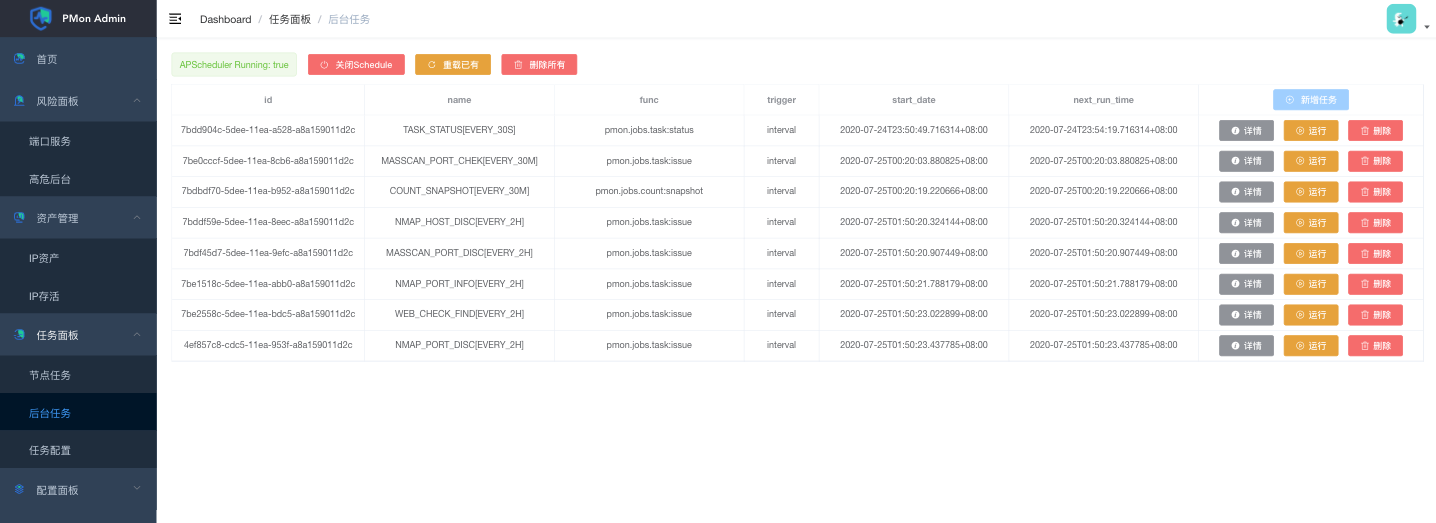 PMon Admin
首页
风险面板
端口服务
高危后台
资产管理
IP资产
IP存活
任务面板
节点任务
后台任务
任务配置
配置面板
Dashboard / 任务面板 / 后台任务
APScheduler Running: true 关闭Schedule 重载已有 删除所有
id name func trigger start_date next_run_time 新增任务
7bdd904c-5dee-11ea-a528-a8a159011d2c TASK_STATUS[EVERY_30S] pmon.jobs.task:status interval 2020-07-24T23:50:49.716314+08:00 2020-07-24T23:54:19.716314+08:00 详情 运行 删除
7be0cccf-5dee-11ea-8cb6-a8a159011d2c MASSCAN_PORT_CHEK[EVERY_30M] pmon.jobs.task:issue interval 2020-07-25T00:20:03.880825+08:00 2020-07-25T00:20:03.880825+08:00 详情 运行 删除
7bdbdf70-5dee-11ea-b952-a8a159011d2c COUNT_SNAPSHOT[EVERY_30M] pmon.jobs.count:snapshot interval 2020-07-25T00:20:19.220666+08:00 2020-07-25T00:20:19.220666+08:00 详情 运行 删除
7bddf59e-5dee-11ea-8eec-a8a159011d2c NMAP_HOST_DISC[EVERY_2H] pmon.jobs.task:issue interval 2020-07-25T01:50:20.324144+08:00 2020-07-25T01:50:20.324144+08:00 详情 运行 删除
7bdf45d7-5dee-11ea-9efc-a8a159011d2c MASSCAN_PORT_DISC[EVERY_2H] pmon.jobs.task:issue interval 2020-07-25T01:50:20.907449+08:00 2020-07-25T01:50:20.907449+08:00 详情 运行 删除
7be1518c-5dee-11ea-abb0-a8a159011d2c NMAP_PORT_INFO[EVERY_2H] pmon.jobs.task:issue interval 2020-07-25T01:50:21.788179+08:00 2020-07-25T01:50:21.788179+08:00 详情 运行 删除
7be2558c-5dee-11ea-bdc5-a8a159011d2c WEB_CHECK_FIND[EVERY_2H] pmon.jobs.task:issue interval 2020-07-25T01:50:23.022899+08:00 2020-07-25T01:50:23.022899+08:00 详情 运行 删除
4ef857c8-cdc5-11ea-953f-a8a159011d2c NMAP_PORT_DISC[EVERY_2H] pmon.jobs.task:issue interval 2020-07-25T01:50:23.437785+08:00 2020-07-25T01:50:23.437785+08:00 详情 运行 删除